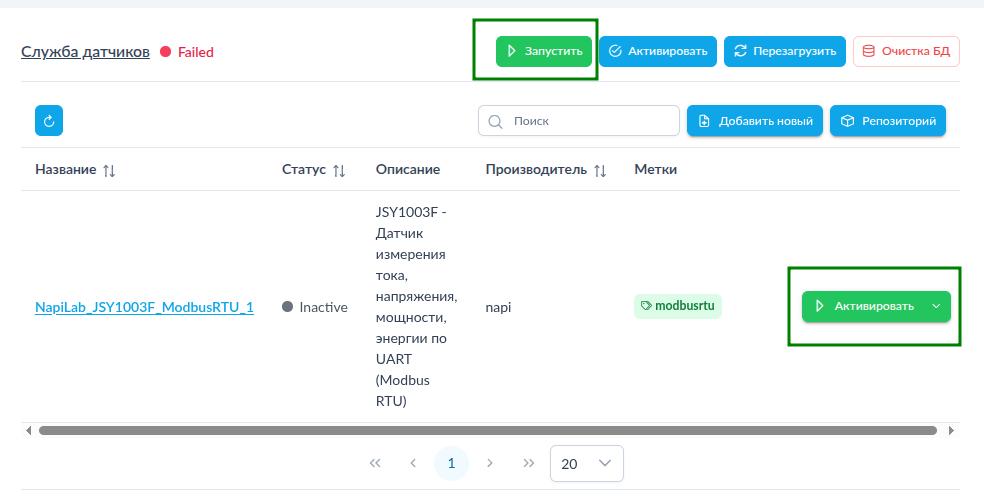 Служба датчиков Failed Запустить Активировать Перезагрузить Очистка БД
Поиск Добавить новый Репозиторий
Название Статус Описание Производитель Метки
JSY1003F -
Датчик
измерения
тока,
напряжения,
NapiLab_JSY1003F_ModbusRTU_1 Inactive napi modbusrtu Активировать
мощности,
энергии по
UART
(Modbus
RTU)
1 20